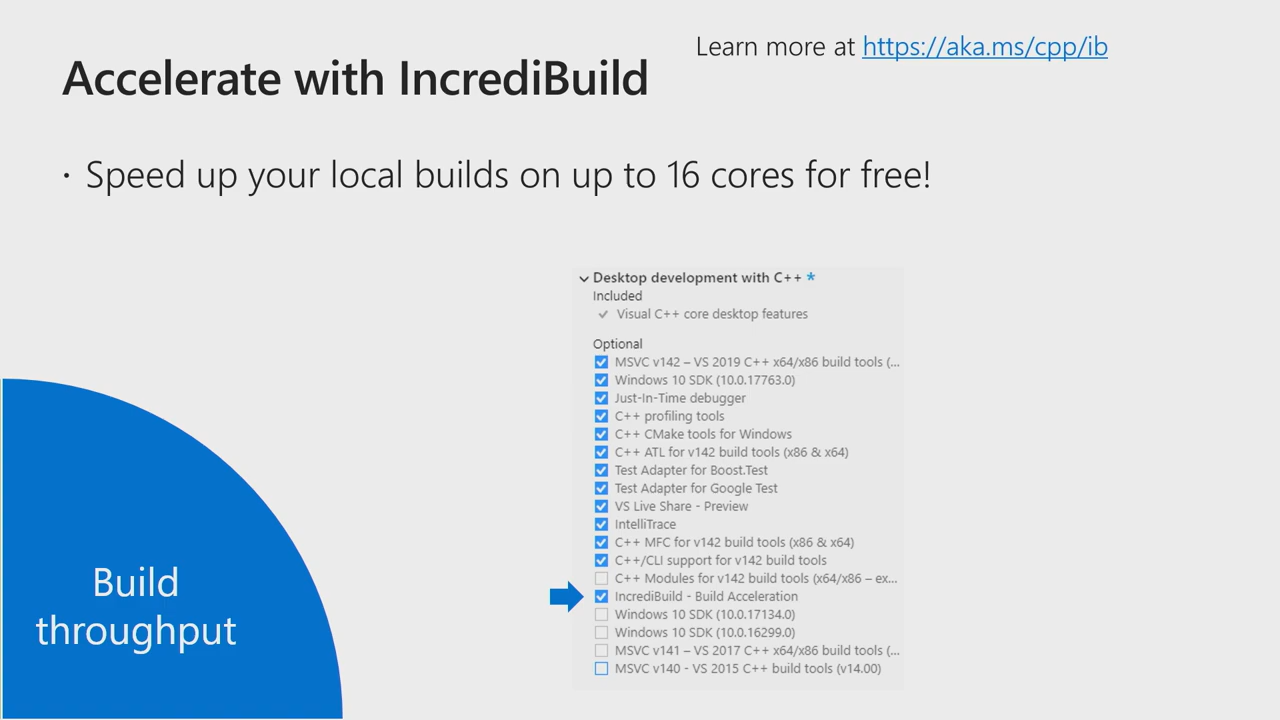 Learn more at https://aka.ms/cpp/ib
Accelerate with IncrediBuild
· Speed up your local builds on up to 16 cores for free!
Desktop development with C++ *
Included
Visual C++ core desktop features
Optional
MSVC v142 – VS 2019 C++ x64/x86 build tools (...
Windows 10 SDK (10.0.17763.0)
Just-In-Time debugger
C++ profiling tools
C++ CMake tools for Windows
C++ ATL for v142 build tools (x86 & x64)
Test Adapter for Boost.Test
Test Adapter for Google Test
VS Live Share - Preview
IntelliTrace
C++ MFC for v142 build tools (x86 & x64)
C++/CLI support for v142 build tools
C++ Modules for v142 build tools (x64/x86 – ex...
IncrediBuild - Build Acceleration
Windows 10 SDK (10.0.17134.0)
Windows 10 SDK (10.0.16299.0)
MSVC v141 – VS 2017 C++ x64/x86 build tools (...
MSVC v140 - VS 2015 C++ build tools (v14.00)
Build
throughput